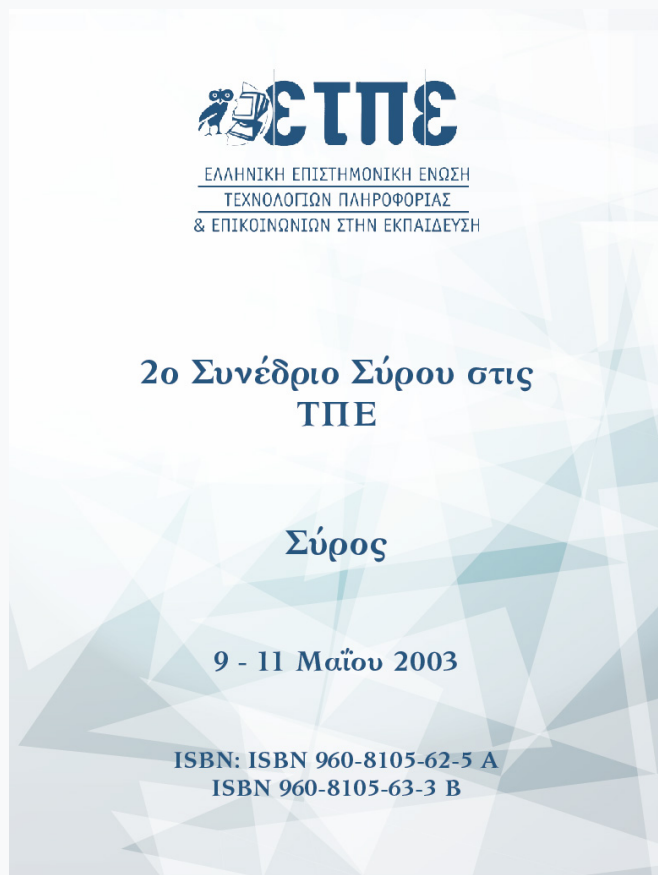 ετπε
ΕΛΛΗΝΙΚΗ ΕΠΙΣΤΗΜΟΝΙΚΗ ΕΝΩΣΗ
ΤΕΧΝΟΛΟΓΙΩΝ ΠΛΗΡΟΦΟΡΙΑΣ
& ΕΠΙΚΟΙΝΩΝΙΩΝ ΣΤΗΝ ΕΚΠΑΙΔΕΥΣΗ
2ο Συνέδριο Σύρου στις
ΤΠΕ
Σύρος
9 - 11 Μαΐου 2003
ISBN: ISBN 960-8105-62-5 A
ISBN 960-8105-63-3 B